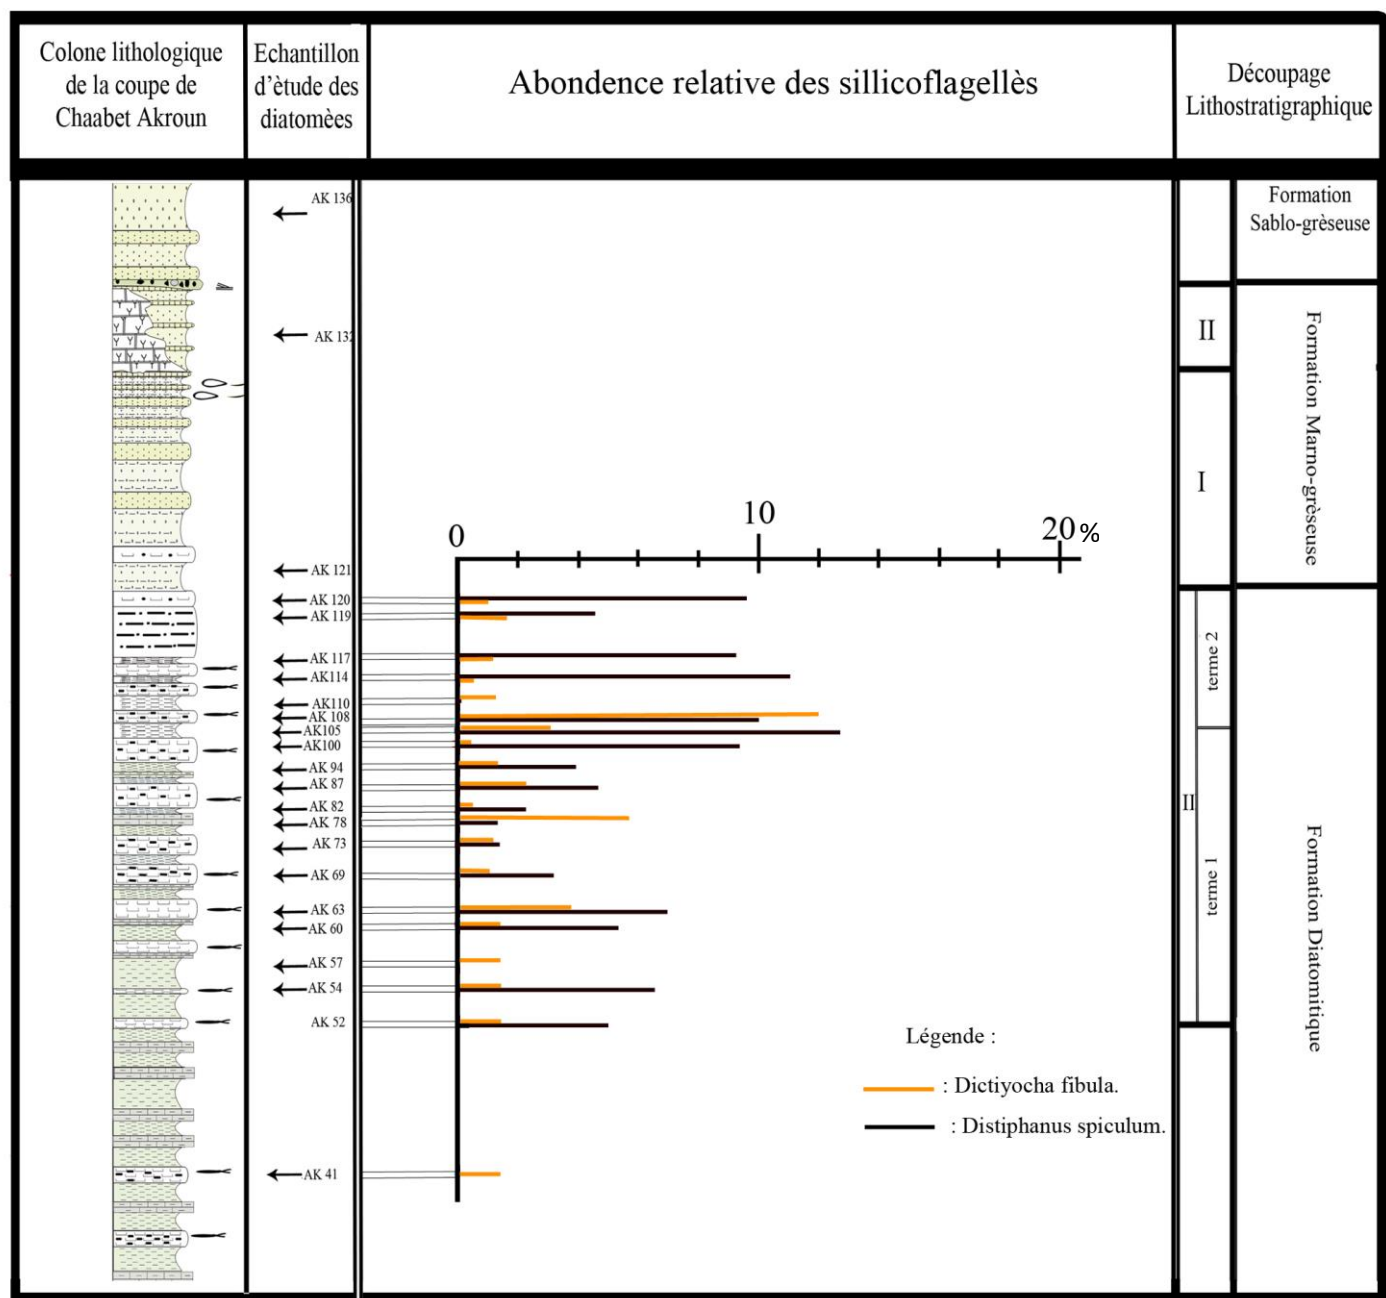 Colone lithologique
de la coupe de
Chaabet Akroun
Echantillon
d'ètude des
diatomèes
Abondence relative des sillicoflagellès
Découpage
Lithostratigraphique
AK 136
Formation
Sablo-grèseuse
AK 132
II
Formation Marno-grèseuse
I
0
10
20 %
AK 121
AK 120
AK 119
AK 117
AK114
AK110
AK 108
AK105
AK100
AK 94
AK 87
AK 82
AK 78
AK 73
AK 69
AK 63
AK 60
AK 57
AK 54
AK 52
AK 41
terme 2
II
terme 1
Formation Diatomitique
Légende :
: Dictiyocha fibula.
: Distiphanus spiculum.